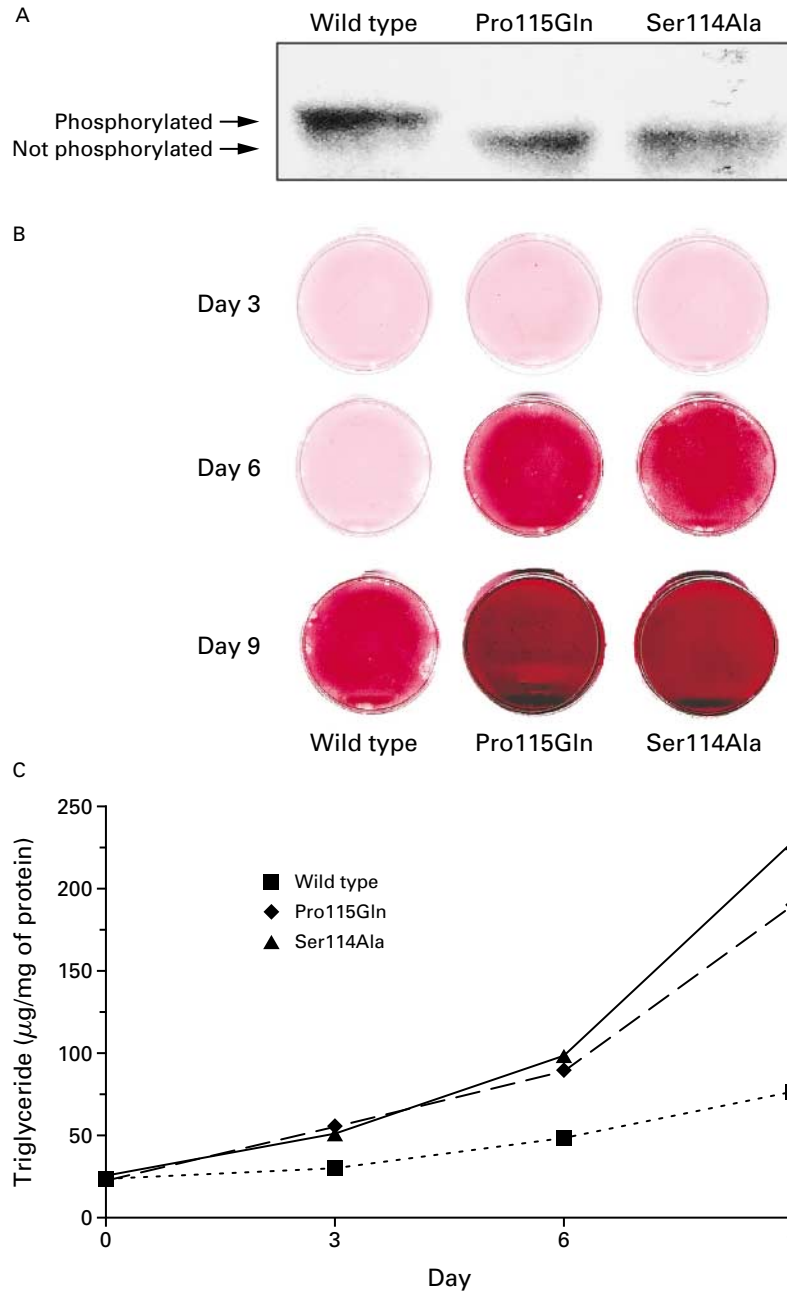 A
Wild type Pro115Gln Ser114Ala
Phosphorylated
Not phosphorylated
B
Day 3
Day 6
Day 9
Wild type Pro115Gln Ser114Ala
C
Triglyceride (μg/mg of protein)
250
200
150
100
50
0
Wild type
Pro115Gln
Ser114Ala
0 3 6
Day